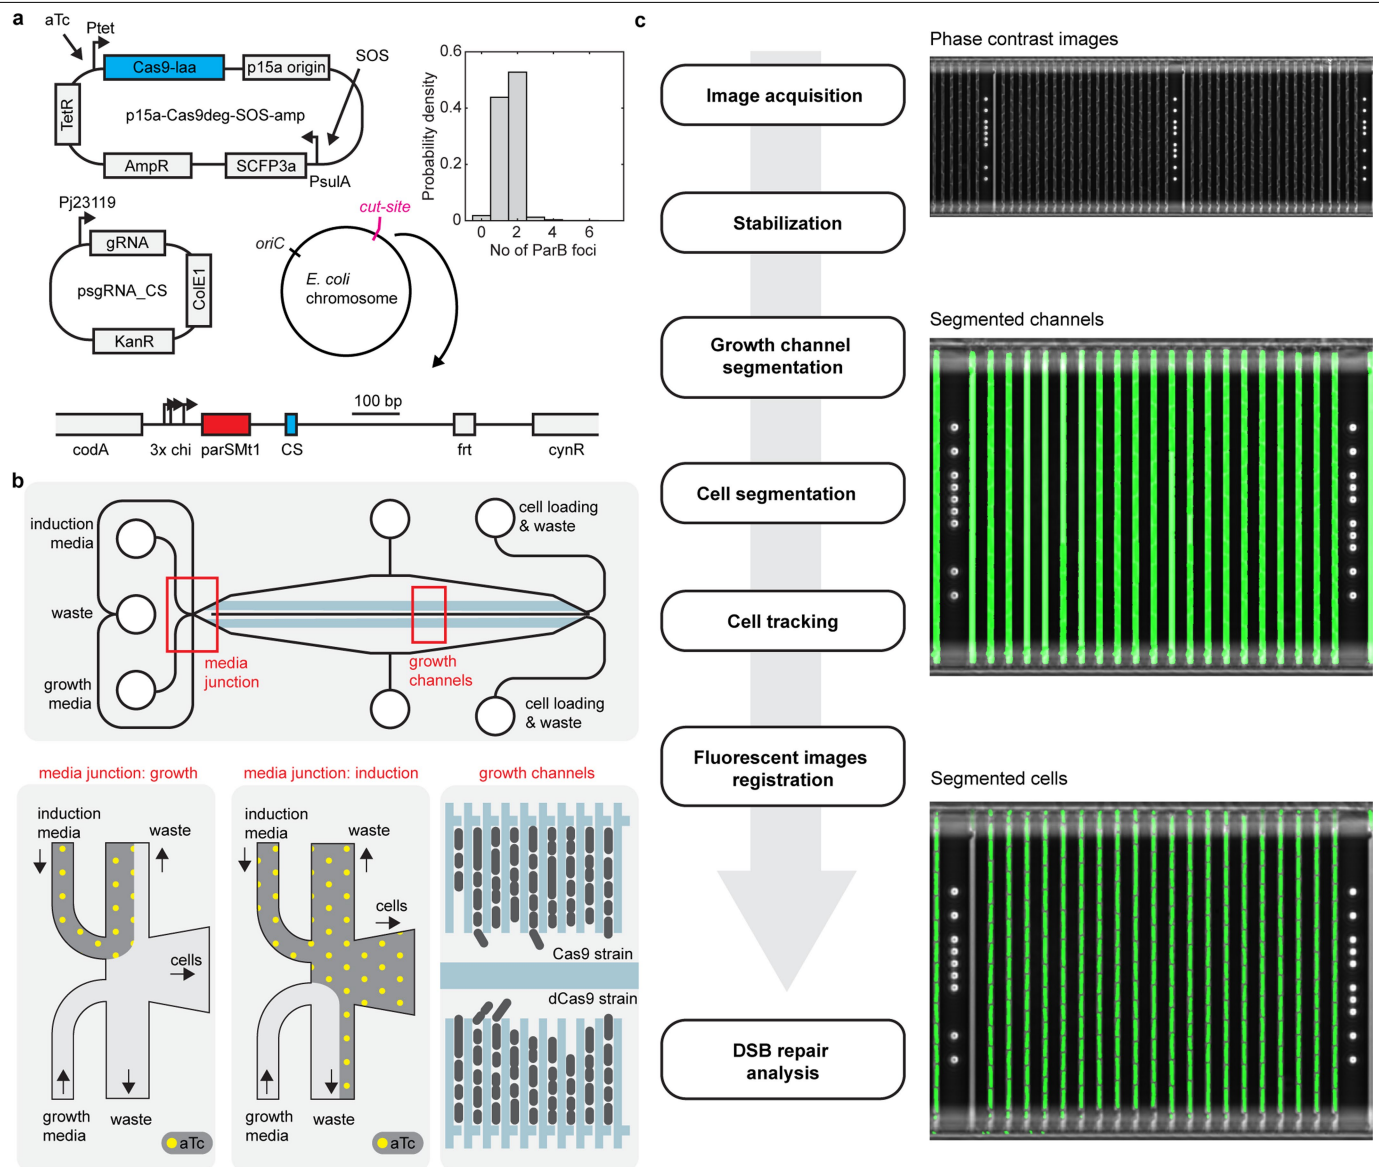 a
aTc
Ptet
Cas9-laa
p15a origin
SOS
TetR
p15a-Cas9deg-SOS-amp
AmpR
SCFP3a
PsulA
Probability density
0.6
0.4
0.2
0
0 2 4 6
No of ParB foci
Pj23119
gRNA
psgRNA_CS
ColE1
KanR
cut-site
oriC
E. coli
chromosome
100 bp
codA
3x chi
parSMt1
CS
frt
cynR
b
induction
media
waste
growth
media
media
junction
growth
channels
cell loading
& waste
cell loading
& waste
media junction: growth
induction
media
waste
cells
growth
media
waste
aTc
media junction: induction
induction
media
waste
cells
growth
media
waste
aTc
growth channels
Cas9 strain
dCas9 strain
c
Image acquisition
Stabilization
Growth channel
segmentation
Cell segmentation
Cell tracking
Fluorescent images
registration
DSB repair
analysis
Phase contrast images
Segmented channels
Segmented cells